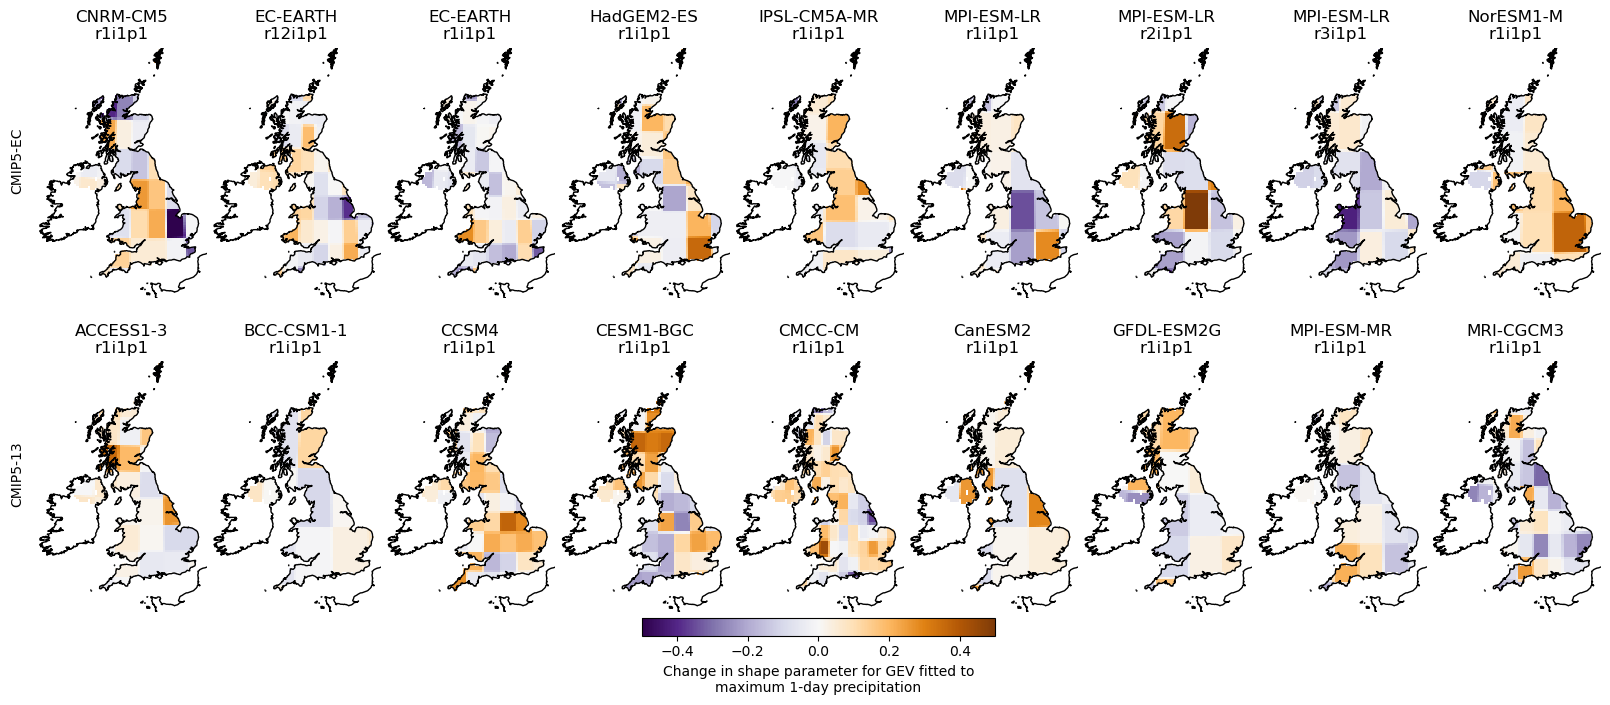 CNRM-CM5
r1i1p1
EC-EARTH
r12i1p1
EC-EARTH
r1i1p1
HadGEM2-ES
r1i1p1
IPSL-CM5A-MR
r1i1p1
MPI-ESM-LR
r1i1p1
MPI-ESM-LR
r2i1p1
MPI-ESM-LR
r3i1p1
NorESM1-M
r1i1p1
CMIP5-EC
ACCESS1-3
r1i1p1
BCC-CSM1-1
r1i1p1
CCSM4
r1i1p1
CESM1-BGC
r1i1p1
CMCC-CM
r1i1p1
CanESM2
r1i1p1
GFDL-ESM2G
r1i1p1
MPI-ESM-MR
r1i1p1
MRI-CGCM3
r1i1p1
CMIP5-13
−0.4 −0.2 0.0 0.2 0.4
Change in shape parameter for GEV fitted to
maximum 1-day precipitation